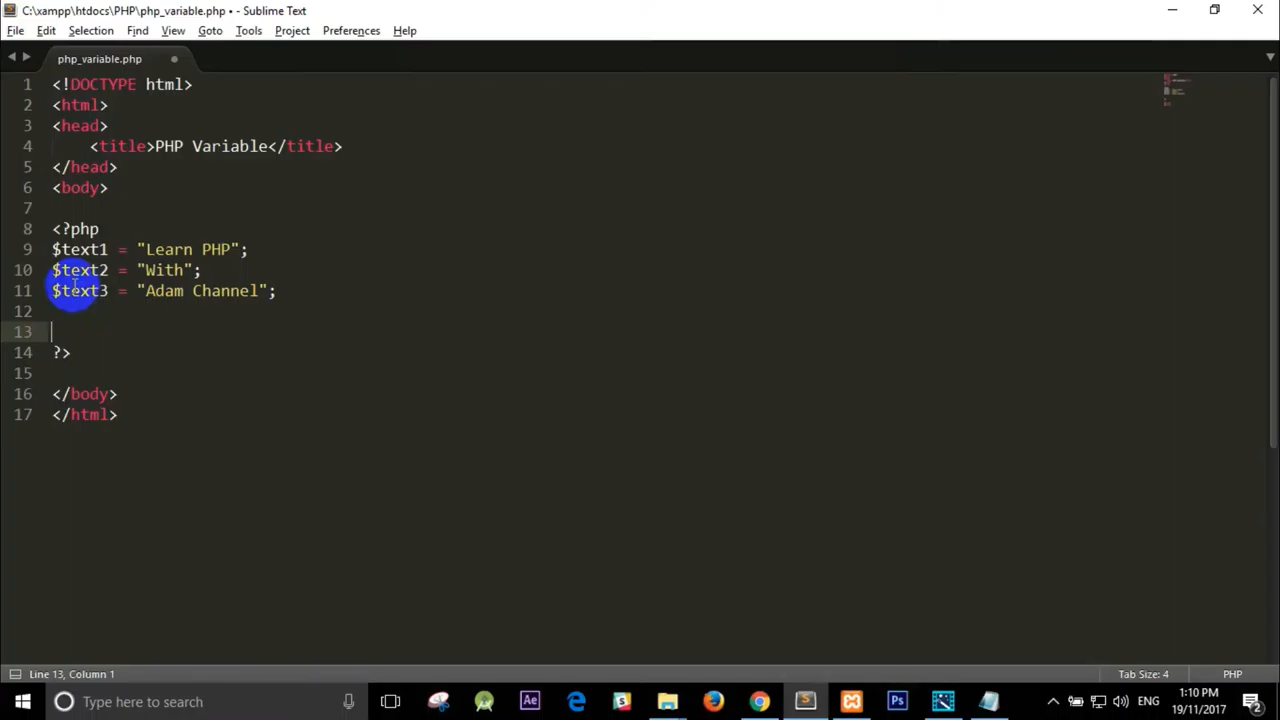 C:\xampp\htdocs\PHP\php_variable.php • - Sublime Text
File Edit Selection Find View Goto Tools Project Preferences Help
php_variable.php
1 <!DOCTYPE html>
2 <html>
3 <head>
4 <title>PHP Variable</title>
5 </head>
6 <body>
7
8 <?php
9 $text1 = "Learn PHP";
10 $text2 = "With";
11 $text3 = "Adam Channel";
12
13
14 ?>
15
16 </body>
17 </html>
Line 13, Column 1 Tab Size: 4 PHP
Type here to search Ae Ps ENG 1:10 PM
19/11/2017 2